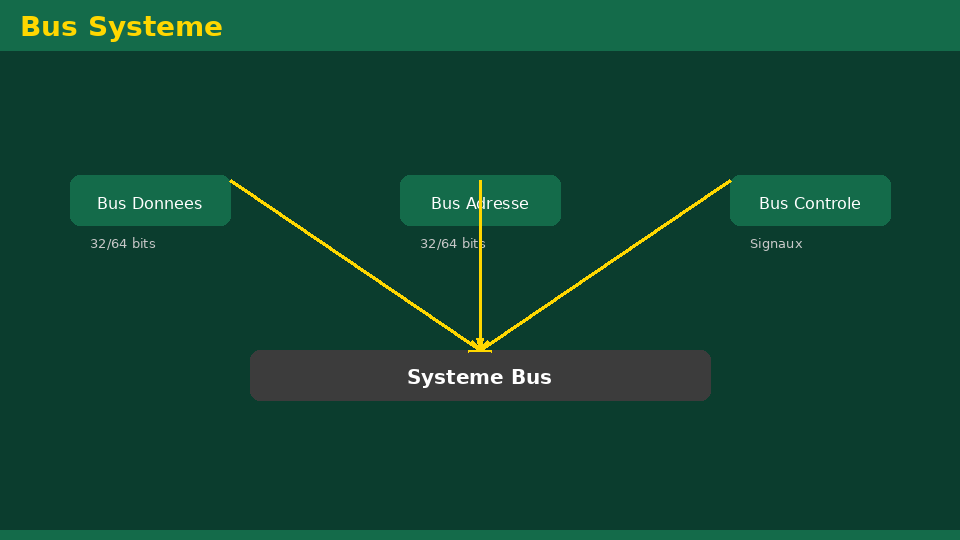 Bus Systeme
Bus Donnees
Bus Adresse
Bus Controle
32/64 bits
32/64 bits
Signaux
Systeme Bus